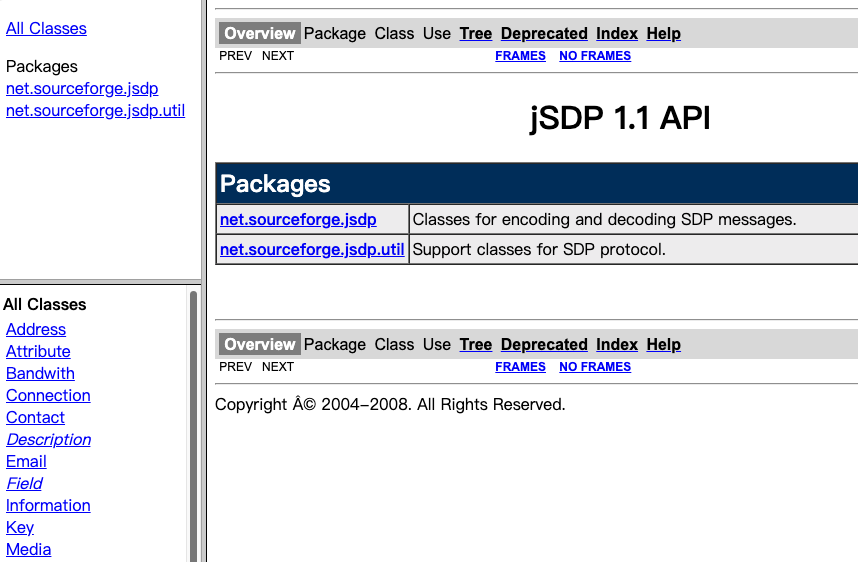 All Classes
Packages
net.sourceforge.jsdp
net.sourceforge.jsdp.util
All Classes
Address
Attribute
Bandwith
Connection
Contact
Description
Email
Field
Information
Key
Media
Overview Package Class Use Tree Deprecated Index Help
PREV NEXT FRAMES NO FRAMES
jSDP 1.1 API
Packages
net.sourceforge.jsdp Classes for encoding and decoding SDP messages.
net.sourceforge.jsdp.util Support classes for SDP protocol.
Overview Package Class Use Tree Deprecated Index Help
PREV NEXT FRAMES NO FRAMES
Copyright Â© 2004–2008. All Rights Reserved.